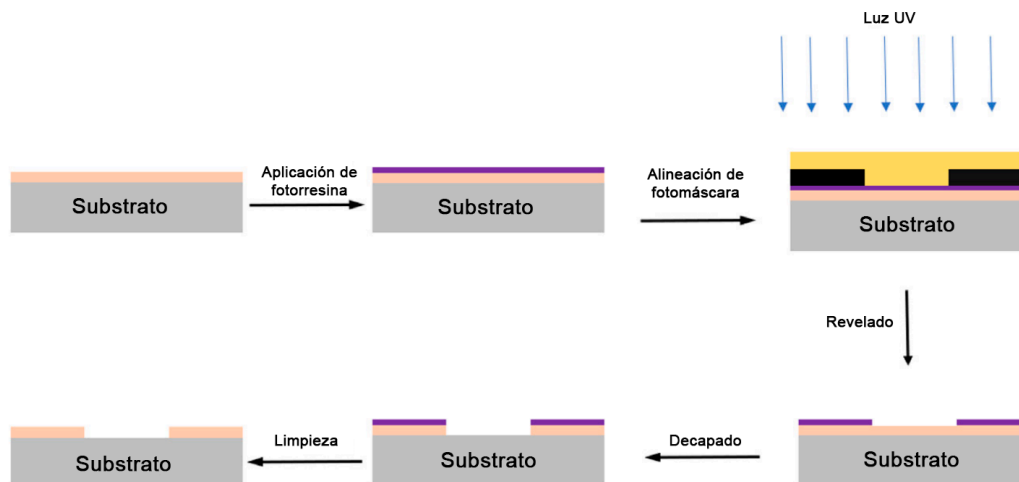 Luz UV
Substrato
Aplicación de
fotorresina
Substrato
Alineación de
fotomáscara
Substrato
Revelado
Substrato
Limpieza
Substrato
Decapado
Substrato